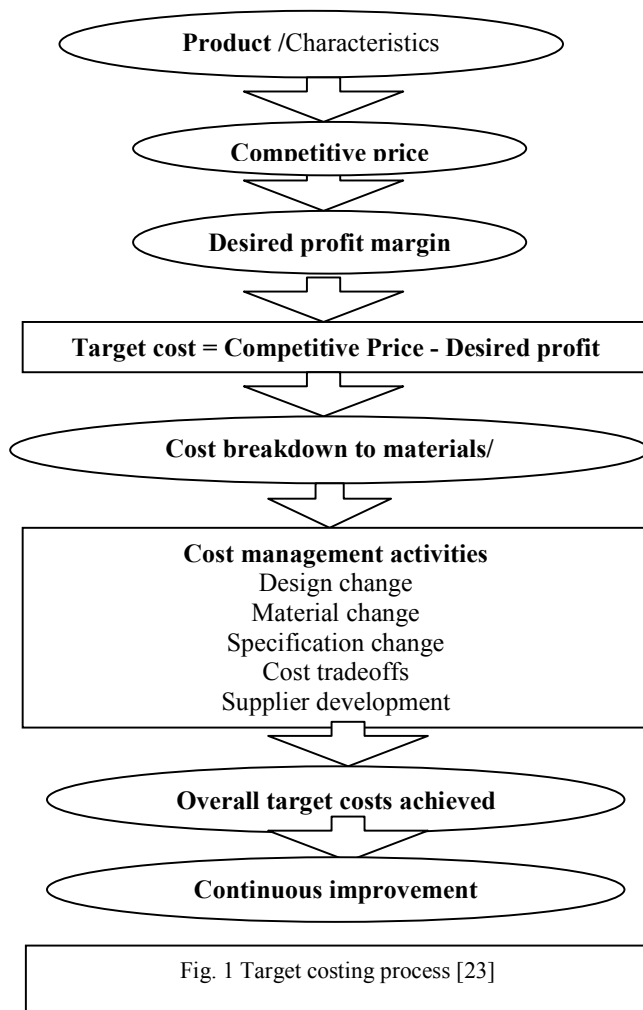 Product /Characteristics
Competitive price
Desired profit margin
Target cost = Competitive Price - Desired profit
Cost breakdown to materials/
Cost management activities
Design change
Material change
Specification change
Cost tradeoffs
Supplier development
Overall target costs achieved
Continuous improvement
Fig. 1 Target costing process [23]